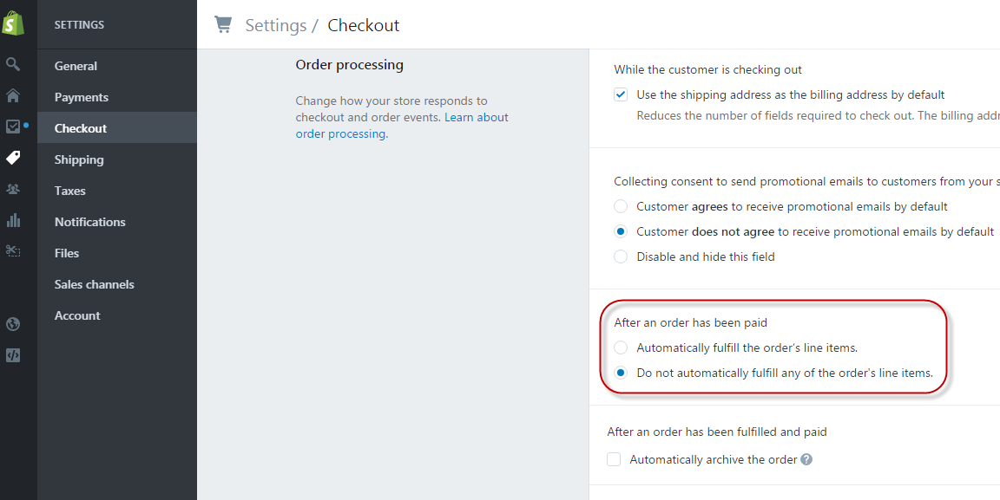 SETTINGS
General
Payments
Checkout
Shipping
Taxes
Notifications
Files
Sales channels
Account
Settings / Checkout
Order processing
Change how your store responds to
checkout and order events. Learn about
order processing.
While the customer is checking out
Use the shipping address as the billing address by default
Reduces the number of fields required to check out. The billing addr
Collecting consent to send promotional emails to customers from your s
Customer agrees to receive promotional emails by default
Customer does not agree to receive promotional emails by default
Disable and hide this field
After an order has been paid
Automatically fulfill the order's line items.
Do not automatically fulfill any of the order's line items.
After an order has been fulfilled and paid
Automatically archive the order ?